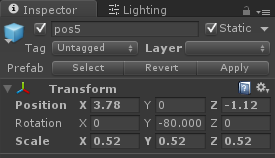 Inspector Lighting
pos5 Static
Tag Untagged Layer
Prefab Select Revert Apply
Transform
Position X 3.78 Y 0 Z -1.12
Rotation X 0 Y -80.000 Z 0
Scale X 0.52 Y 0.52 Z 0.52